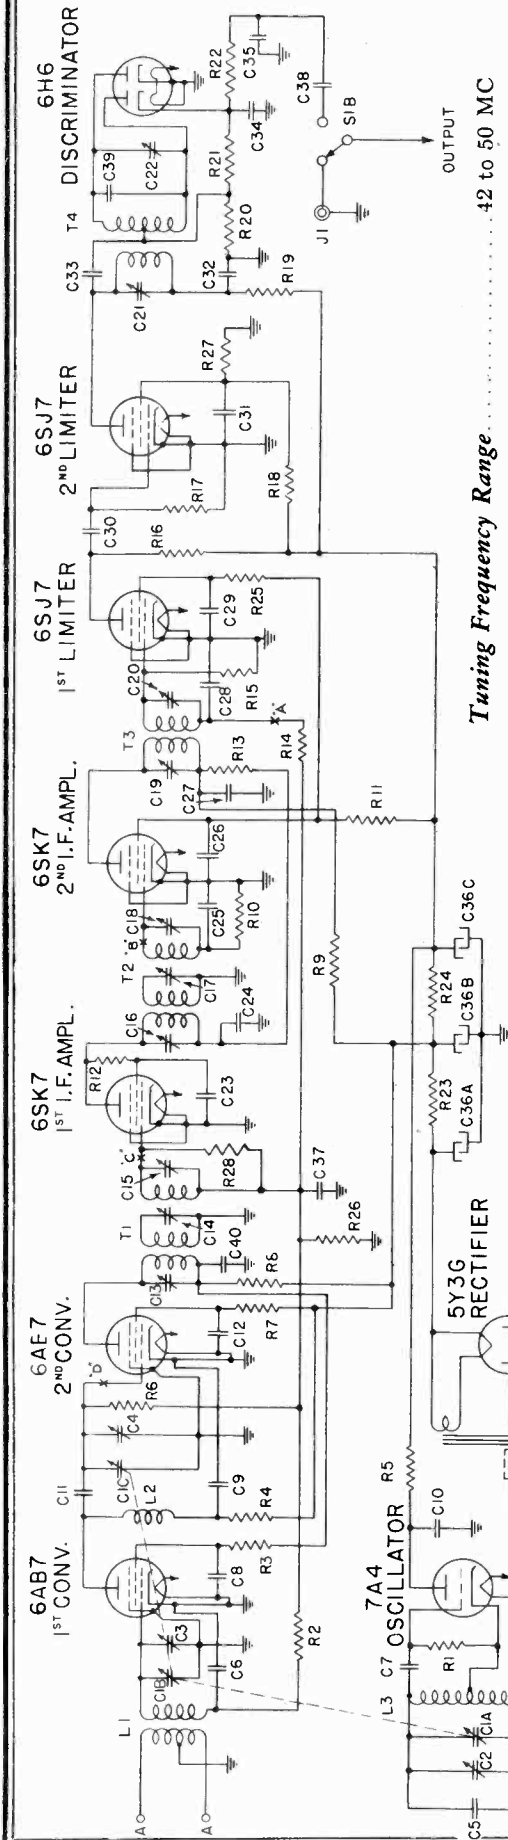 6AB7
1ST CONV.
6AE7
2ND CONV.
6SK7
1ST I.F. AMPL.
6SK7
2ND I.F. AMPL.
6SJ7
1ST LIMITER
6SJ7
2ND LIMITER
6H6
DISCRIMINATOR
A
A
L1
C1B
C3
C6
C8
R3
R2
C11
L2
C1C
C4
R6
"D"
C9
R4
C12
R7
C13
R6
C40
T1
C14
C15
"C"
R28
C37
R26
C23
R12
C16
C24
T2
C17
C18
"B"
C25
R10
C26
R9
C19
C27
R13
T3
C20
C28
R15
"A"
R14
C29
R25
R11
C30
R16
R17
C31
R27
R18
C33
C21
C32
R19
T4
C39
C22
R20
R21
R22
C34
C35
C38
S1B
J1
OUTPUT
7A4
OSCILLATOR
C5
C2
C1A
L3
C7
R1
C10
R5
5Y3G
RECTIFIER
R23
R24
C36A
C36B
C36C
Tuning Frequency Range..........42 to 50 MC